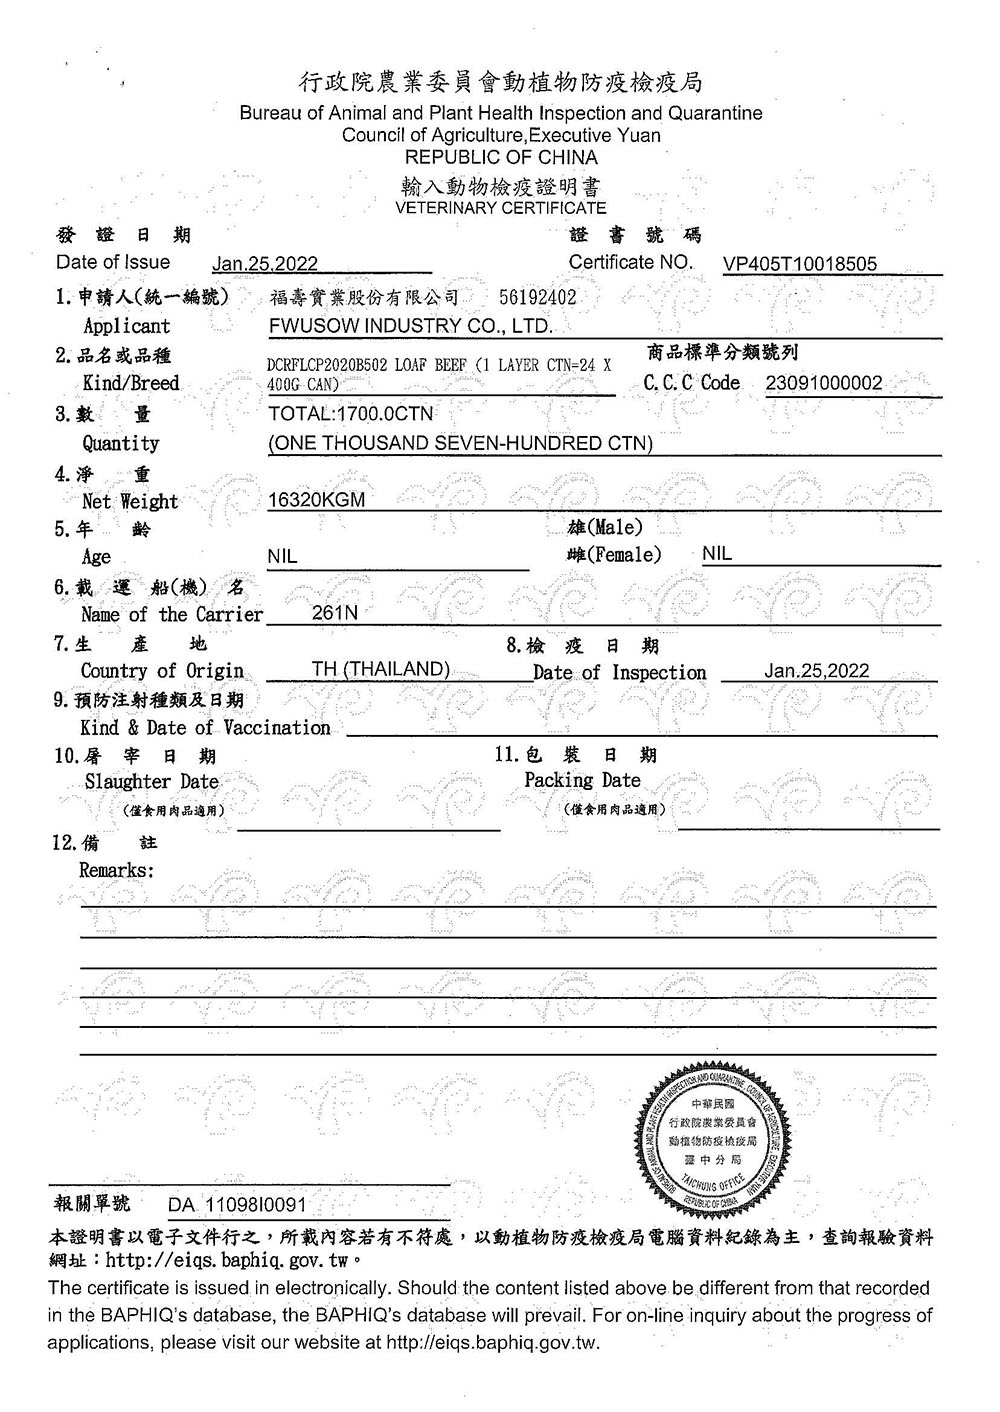 行政院農業委員會動植物防疫檢疫局
Bureau of Animal and Plant Health Inspection and Quarantine
Council of Agriculture,Executive Yuan
REPUBLIC OF CHINA
輸入動物檢疫證明書
VETERINARY CERTIFICATE
發證日期 證書號碼
Date of Issue Jan.25,2022 Certificate NO. VP405T10018505
1.申請人(統一編號) 福壽實業股份有限公司 56192402
Applicant FWUSOW INDUSTRY CO., LTD.
2.品名或品種 商品標準分類號列
DCRFLCP2020B502 LOAF BEEF (1 LAYER CTN=24 X
Kind/Breed 400G CAN) C.C.C Code 23091000002
3.數量 TOTAL:1700.0CTN
Quantity (ONE THOUSAND SEVEN-HUNDRED CTN)
4.淨重
Net Weight 16320KGM
5.年齡 雄(Male)
Age NIL 雌(Female) NIL
6.載運船(機)名
Name of the Carrier 261N
7.生產地 8.檢疫日期
Country of Origin TH (THAILAND) Date of Inspection Jan.25,2022
9.預防注射種類及日期
Kind & Date of Vaccination
10.屠宰日期 11.包裝日期
Slaughter Date Packing Date
(僅食用肉品適用) (僅食用肉品適用)
12.備註
Remarks:
BUREAU OF ANIMAL AND PLANT HEALTH INSPECTION AND QUARANTINE, COUNCIL OF AGRICULTURE, EXECUTIVE YUAN
中華民國
行政院農業委員會
動植物防疫檢疫局
臺中分局
TAICHUNG OFFICE
REPUBLIC OF CHINA
報關單號 DA 11098I0091
本證明書以電子文件行之，所載內容若有不符處，以動植物防疫檢疫局電腦資料紀錄為主，查詢報驗資料
網址：http://eiqs.baphiq.gov.tw。
The certificate is issued in electronically. Should the content listed above be different from that recorded
in the BAPHIQ's database, the BAPHIQ's database will prevail. For on-line inquiry about the progress of
applications, please visit our website at http://eiqs.baphiq.gov.tw.